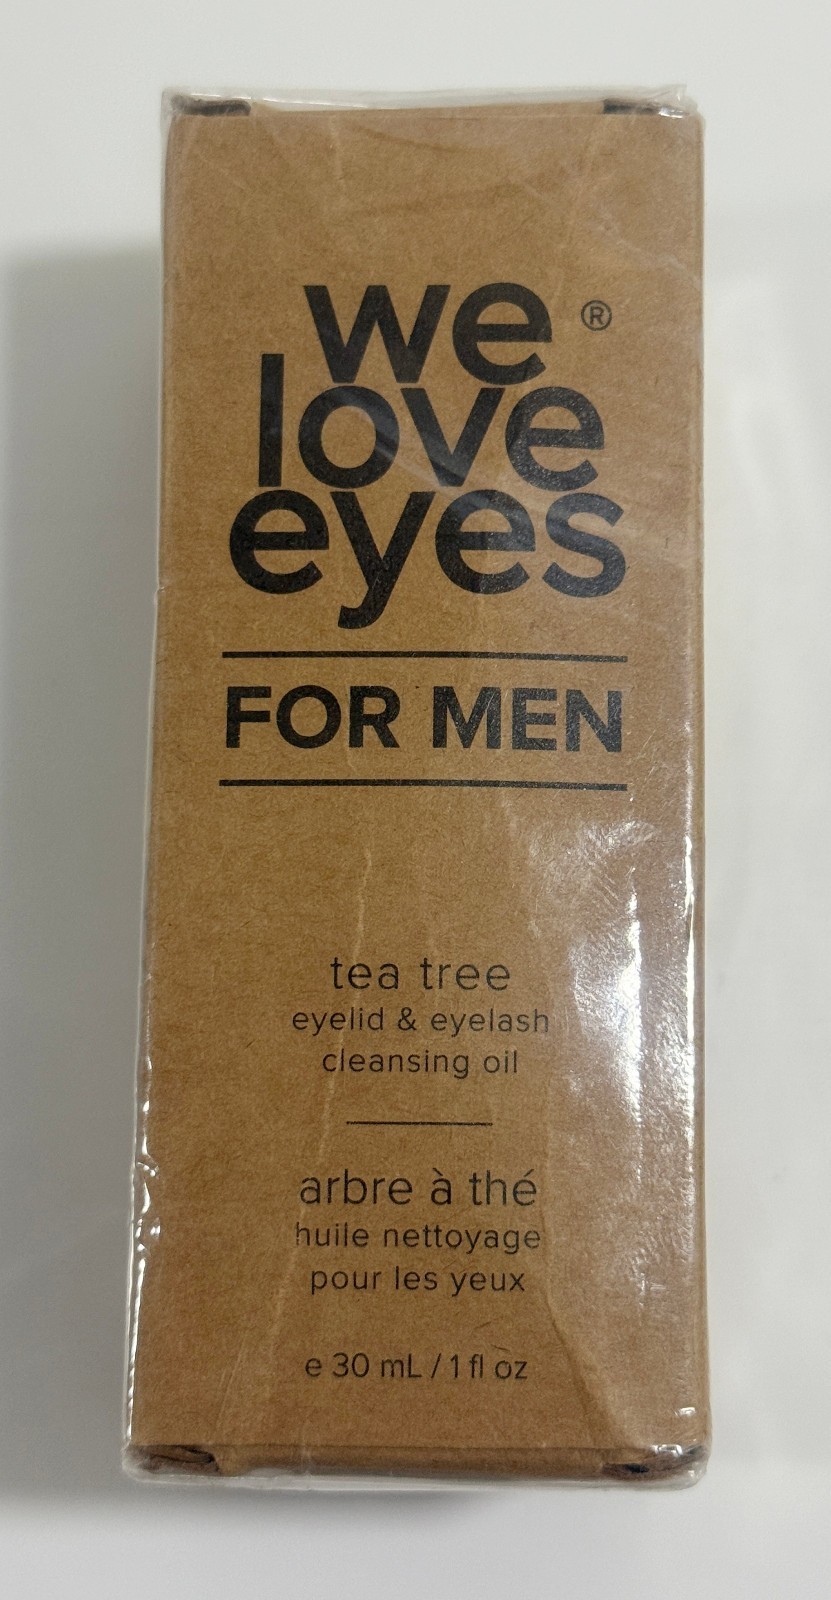 we ®
love
eyes
FOR MEN
tea tree
eyelid & eyelash
cleansing oil
arbre à thé
huile nettoyage
pour les yeux
e 30 mL / 1 fl oz